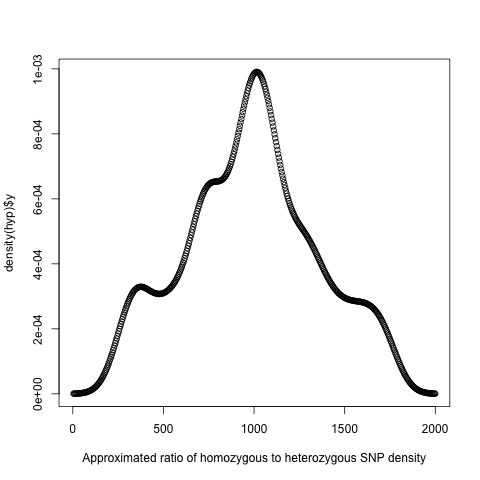 density(hyp)$y
1e-03
8e-04
6e-04
4e-04
2e-04
0e+00
0 500 1000 1500 2000
Approximated ratio of homozygous to heterozygous SNP density